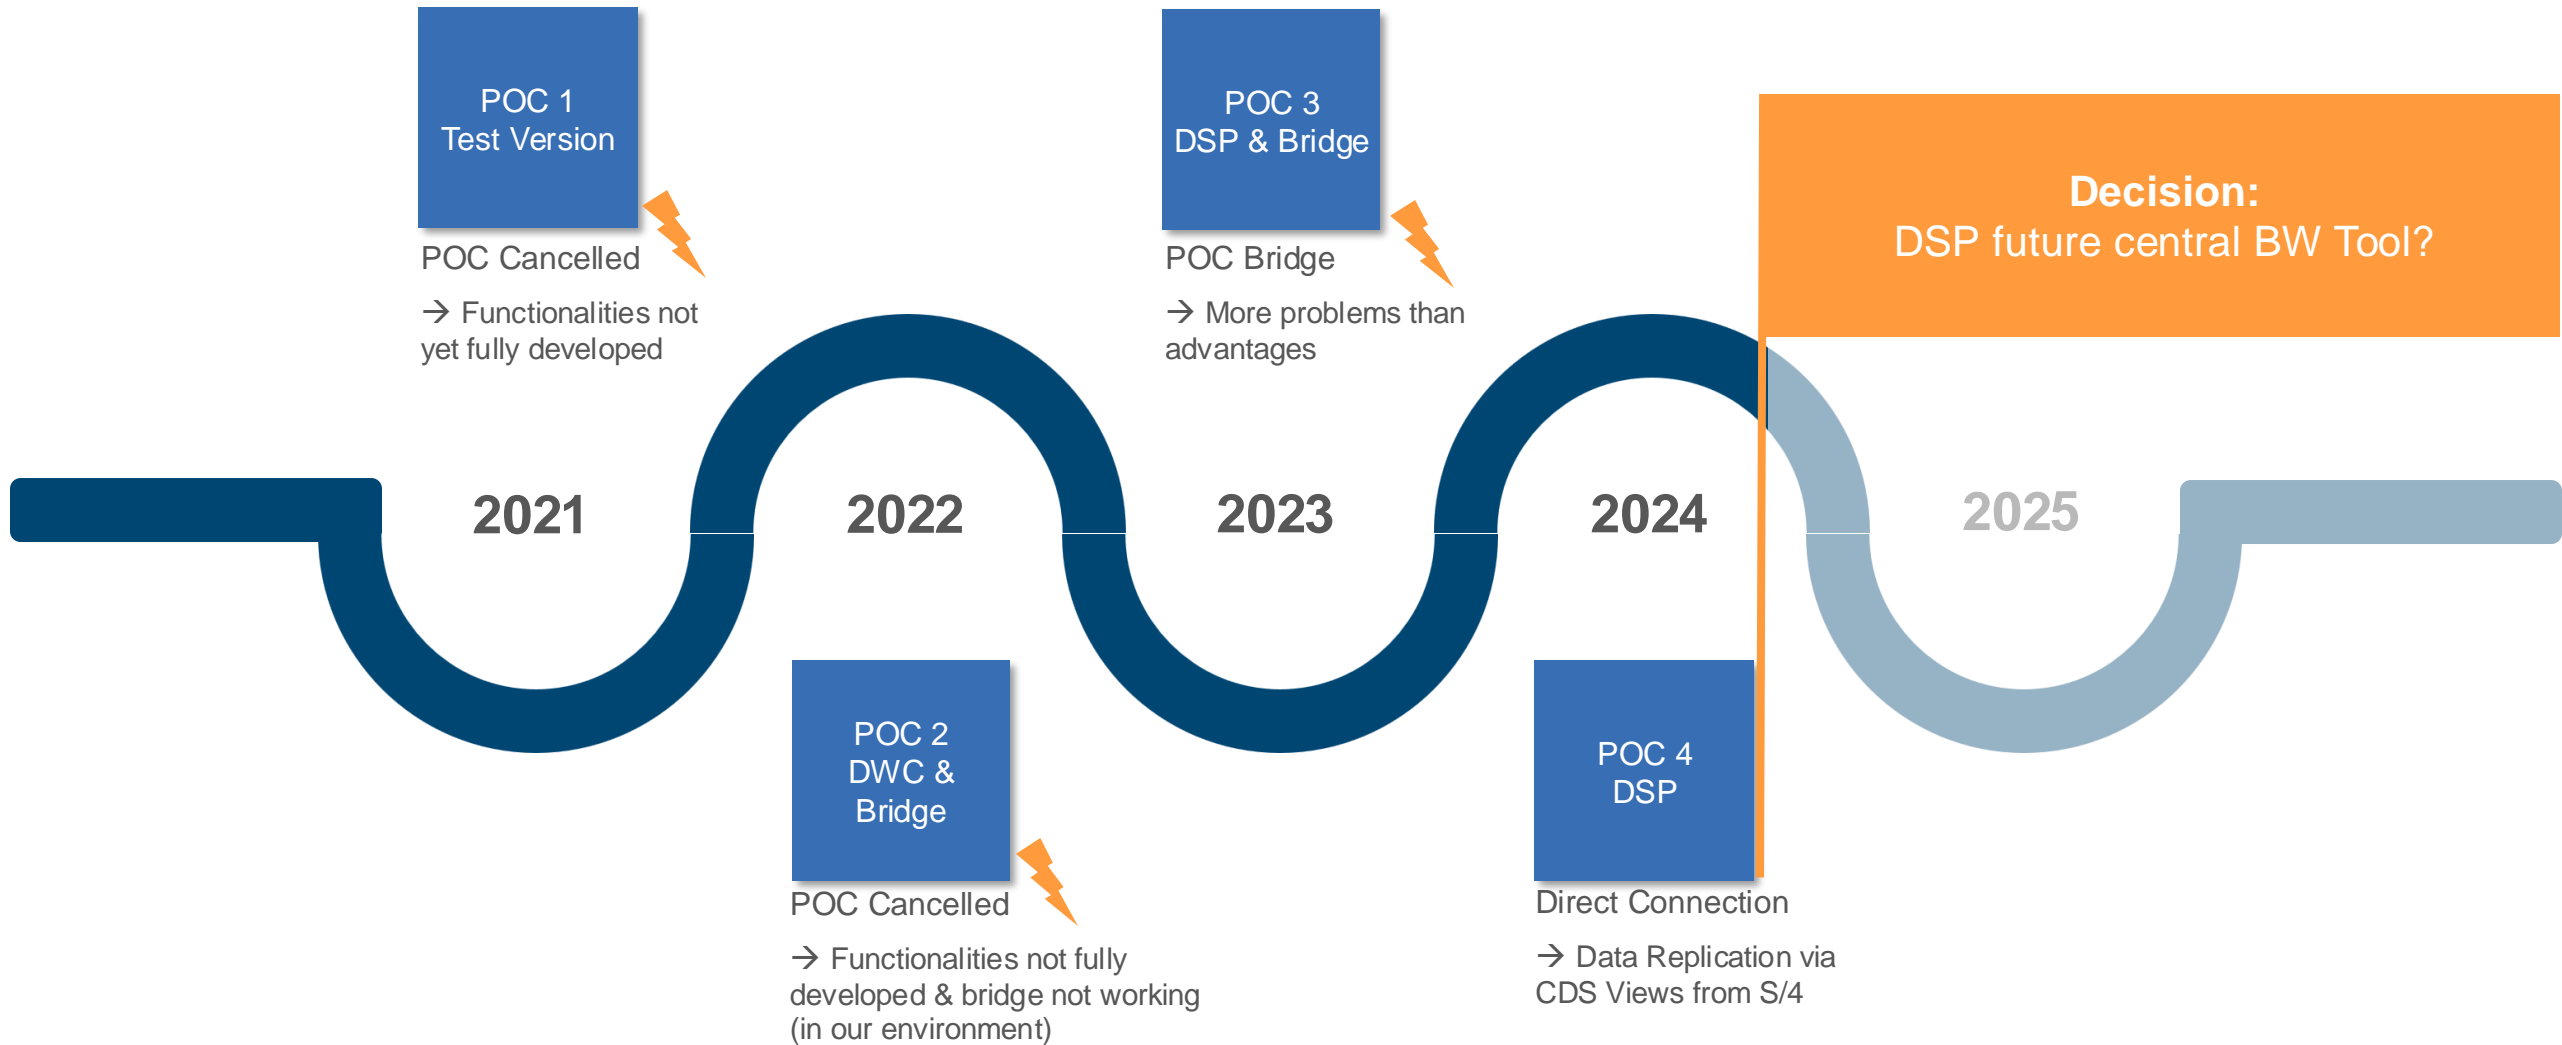 POC 1
Test Version
POC Cancelled
→ Functionalities not
yet fully developed
POC 3
DSP & Bridge
POC Bridge
→ More problems than
advantages
Decision:
DSP future central BW Tool?
2021
2022
2023
2024
2025
POC 2
DWC &
Bridge
POC Cancelled
→ Functionalities not fully
developed & bridge not working
(in our environment)
POC 4
DSP
Direct Connection
→ Data Replication via
CDS Views from S/4